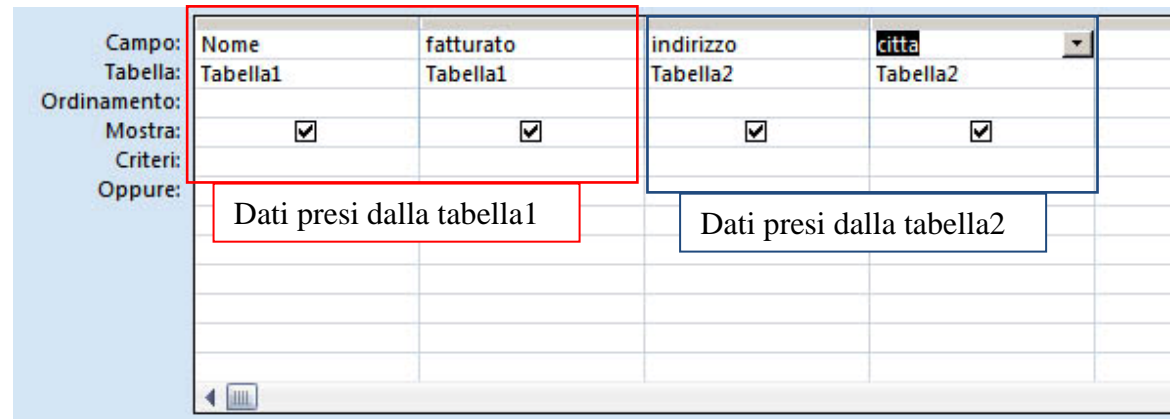 Campo: Nome fatturato indirizzo citta
Tabella: Tabella1 Tabella1 Tabella2 Tabella2
Ordinamento:
Mostra:
Criteri:
Oppure:
Dati presi dalla tabella1
Dati presi dalla tabella2